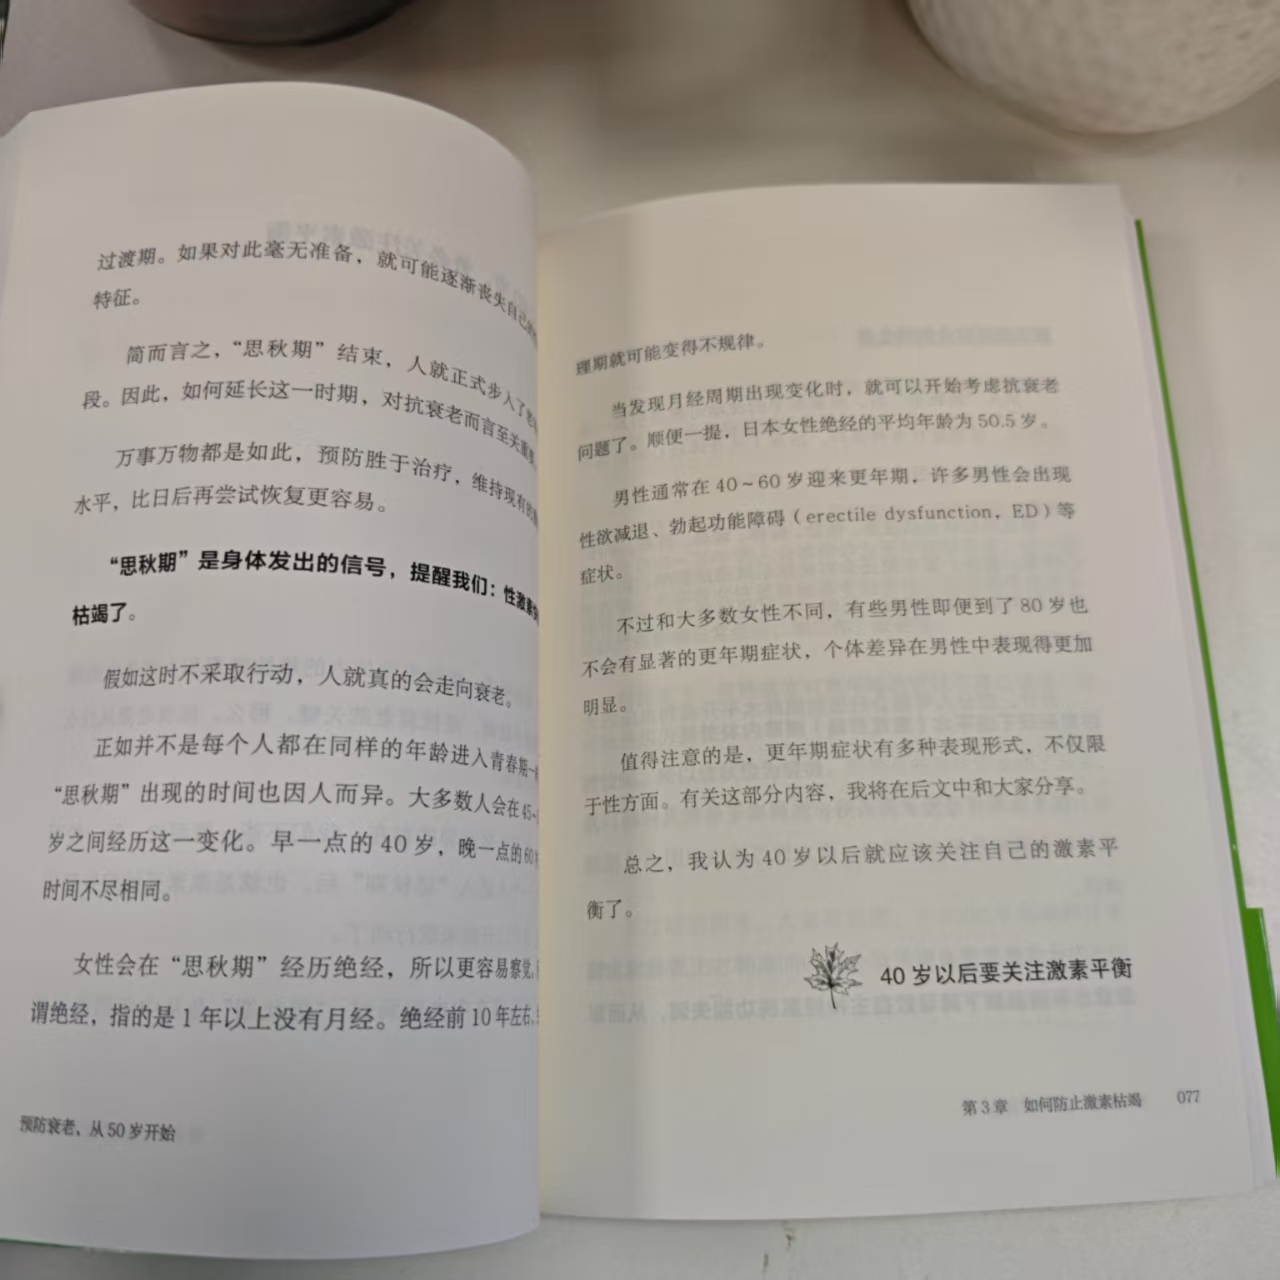 过渡期。如果对此毫无准备，就可能逐渐丧失自己的
特征。
简而言之，“思秋期”结束，人就正式步入了老
段。因此，如何延长这一时期，对抗衰老而言至关重要
万事万物都是如此，预防胜于治疗，维持现有的
水平，比日后再尝试恢复更容易。
“思秋期”是身体发出的信号，提醒我们：性激素
枯竭了。
假如这时不采取行动，人就真的会走向衰老。
正如并不是每个人都在同样的年龄进入青春期一
“思秋期”出现的时间也因人而异。大多数人会在45~
岁之间经历这一变化。早一点的40岁，晚一点的60
时间不尽相同。
女性会在“思秋期”经历绝经，所以更容易察觉，
谓绝经，指的是1年以上没有月经。绝经前10年左右，
预防衰老，从50岁开始
理期就可能变得不规律。
当发现月经周期出现变化时，就可以开始考虑抗衰老
问题了。顺便一提，日本女性绝经的平均年龄为50.5岁。
男性通常在40~60岁迎来更年期，许多男性会出现
性欲减退、勃起功能障碍（erectile dysfunction，ED）等
症状。
不过和大多数女性不同，有些男性即便到了80岁也
不会有显著的更年期症状，个体差异在男性中表现得更加
明显。
值得注意的是，更年期症状有多种表现形式，不仅限
于性方面。有关这部分内容，我将在后文中和大家分享。
总之，我认为40岁以后就应该关注自己的激素平
衡了。
40岁以后要关注激素平衡
第3章 如何防止激素枯竭 077